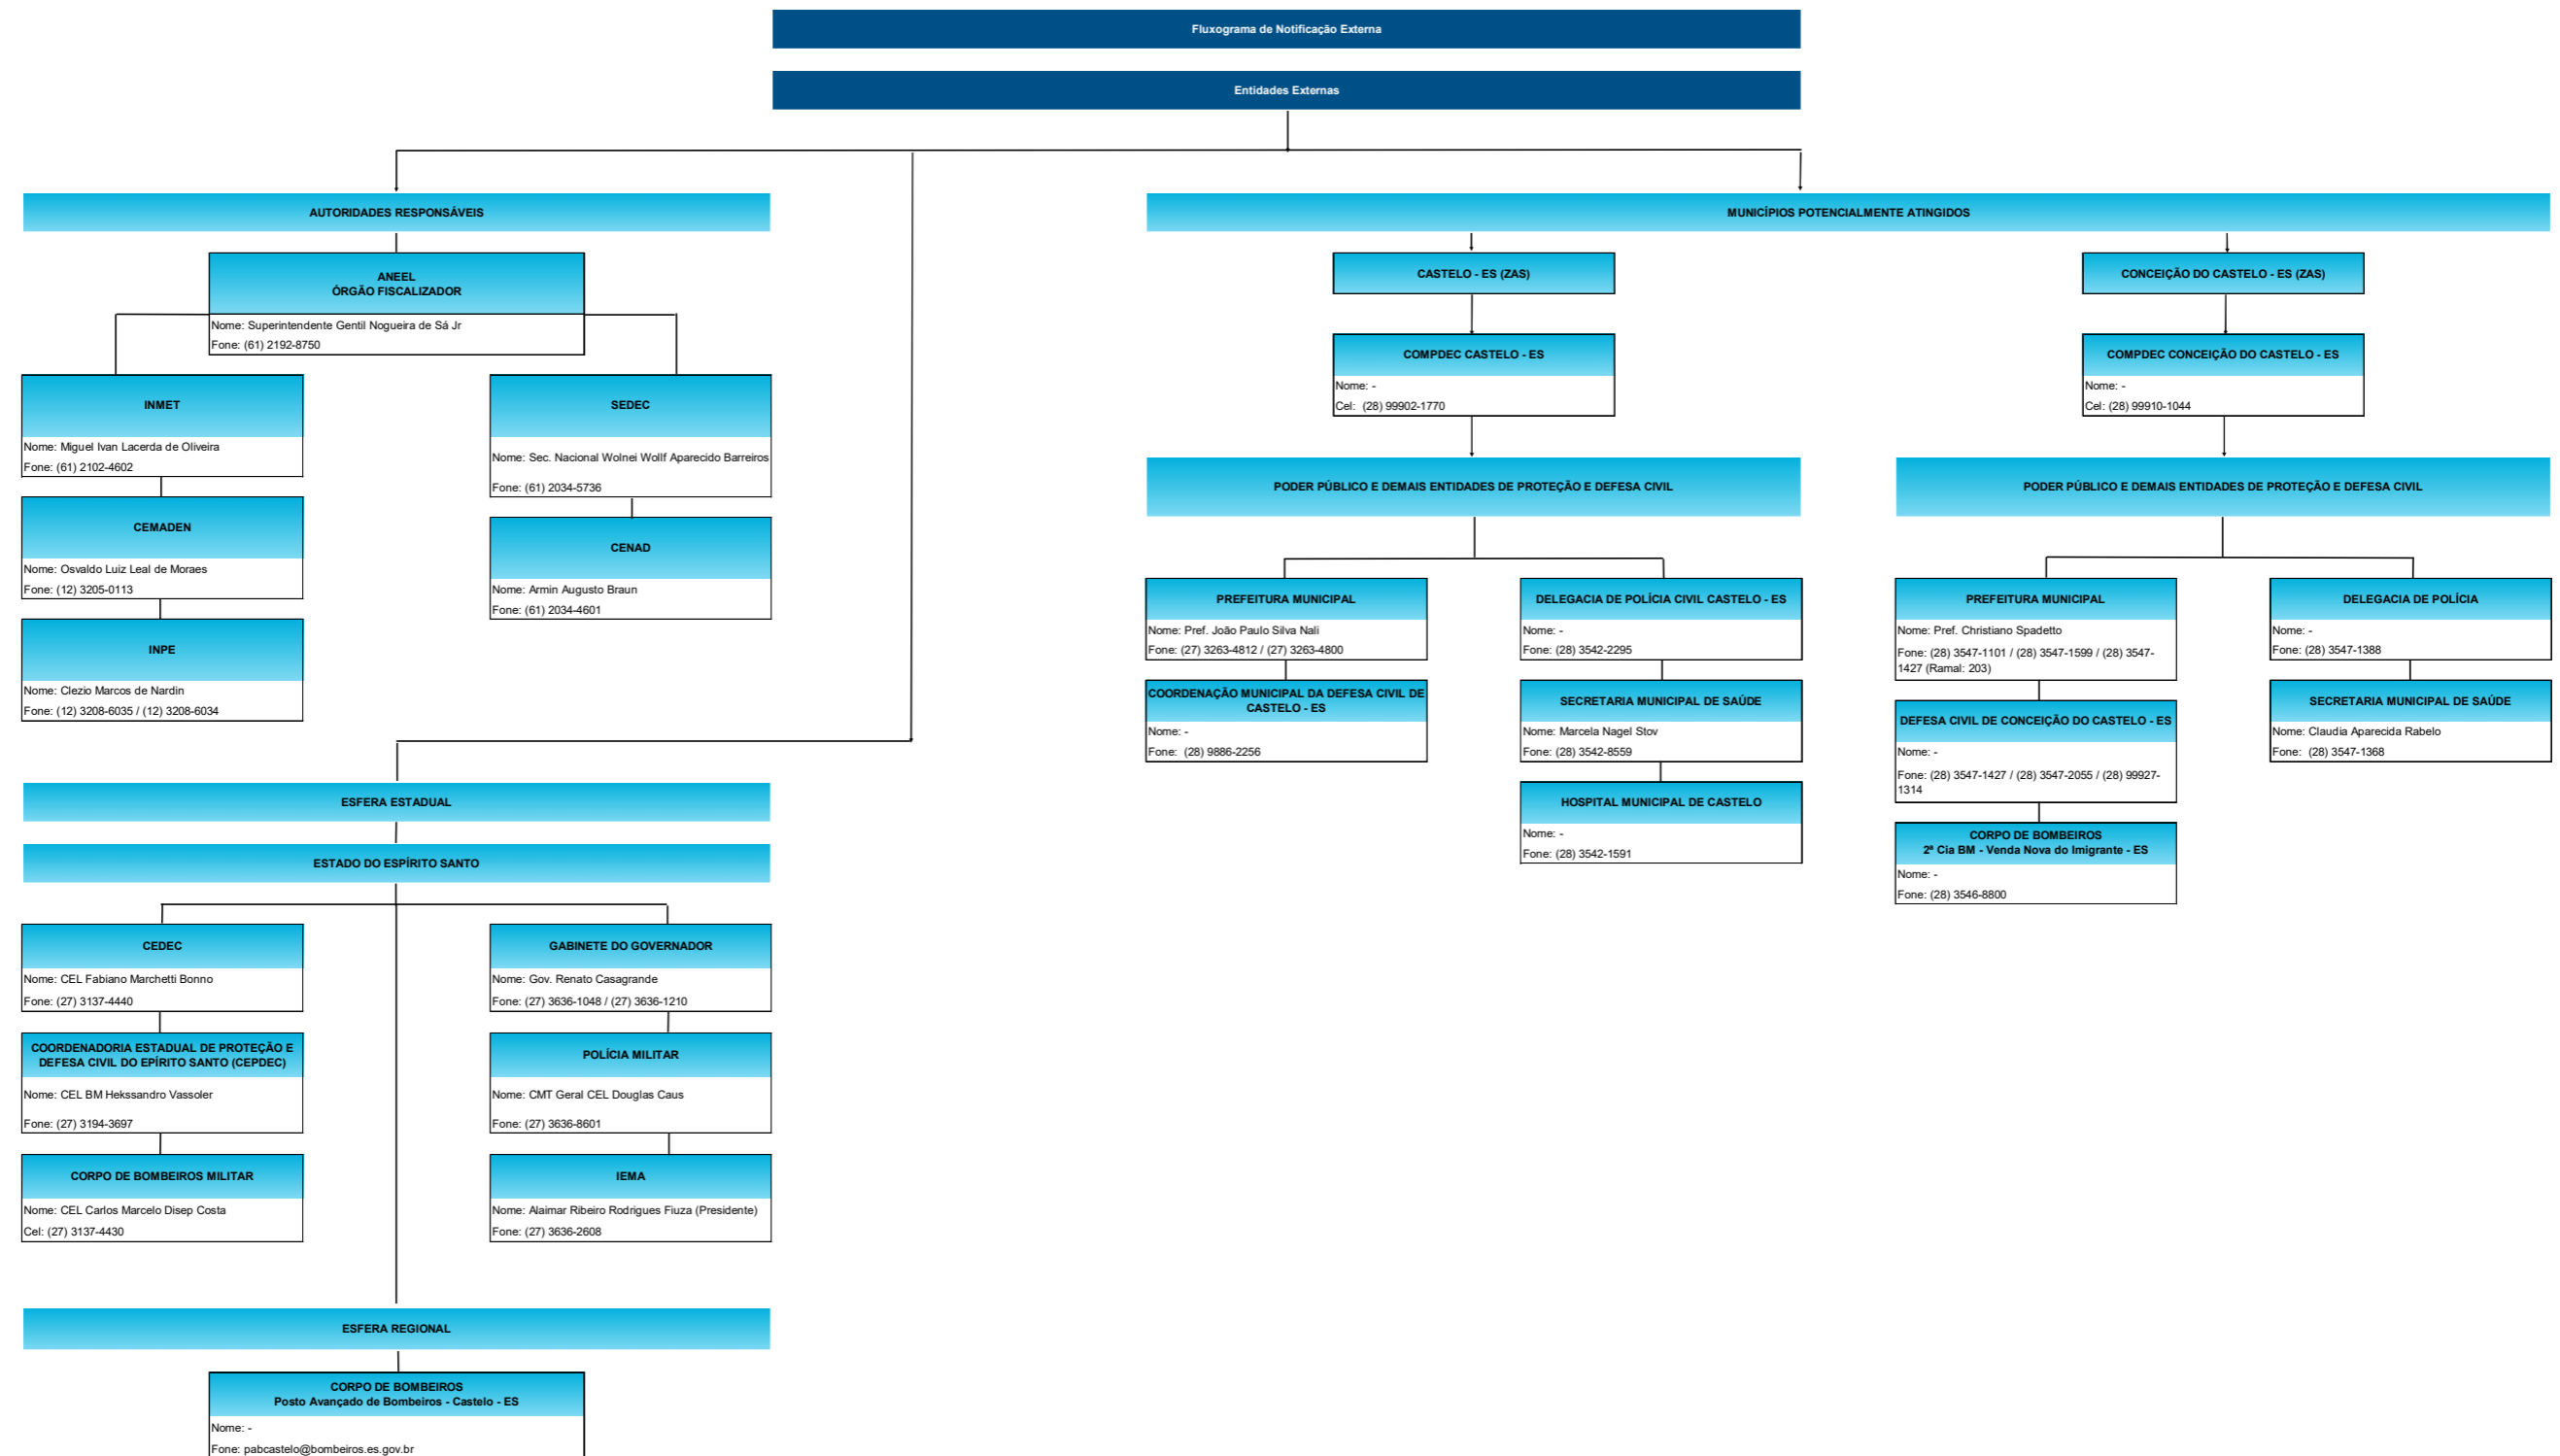 Fluxograma de Notificação Externa
Entidades Externas
AUTORIDADES RESPONSÁVEIS
ANEEL
ÓRGÃO FISCALIZADOR
Nome: Superintendente Gentil Nogueira de Sá Jr
Fone: (61) 2192-8750
INMET
Nome: Miguel Ivan Lacerda de Oliveira
Fone: (61) 2102-4602
CEMADEN
Nome: Osvaldo Luiz Leal de Moraes
Fone: (12) 3205-0113
INPE
Nome: Clezio Marcos de Nardin
Fone: (12) 3208-6035 / (12) 3208-6034
SEDEC
Nome: Sec. Nacional Wolnei Wollf Aparecido Barreiros
Fone: (61) 2034-5736
CENAD
Nome: Armin Augusto Braun
Fone: (61) 2034-4601
ESFERA ESTADUAL
ESTADO DO ESPÍRITO SANTO
CEDEC
Nome: CEL Fabiano Marchetti Bonno
Fone: (27) 3137-4440
COORDENADORIA ESTADUAL DE PROTEÇÃO E
DEFESA CIVIL DO EPÍRITO SANTO (CEPDEC)
Nome: CEL BM Hekssandro Vassoler
Fone: (27) 3194-3697
CORPO DE BOMBEIROS MILITAR
Nome: CEL Carlos Marcelo Disep Costa
Cel: (27) 3137-4430
GABINETE DO GOVERNADOR
Nome: Gov. Renato Casagrande
Fone: (27) 3636-1048 / (27) 3636-1210
POLÍCIA MILITAR
Nome: CMT Geral CEL Douglas Caus
Fone: (27) 3636-8601
IEMA
Nome: Alaimar Ribeiro Rodrigues Fiuza (Presidente)
Fone: (27) 3636-2608
ESFERA REGIONAL
CORPO DE BOMBEIROS
Posto Avançado de Bombeiros - Castelo - ES
Nome: -
Fone: pabcastelo@bombeiros.es.gov.br
MUNICÍPIOS POTENCIALMENTE ATINGIDOS
CASTELO - ES (ZAS)
COMPDEC CASTELO - ES
Nome: -
Cel:  (28) 99902-1770
PODER PÚBLICO E DEMAIS ENTIDADES DE PROTEÇÃO E DEFESA CIVIL
PREFEITURA MUNICIPAL
Nome: Pref. João Paulo Silva Nali
Fone: (27) 3263-4812 / (27) 3263-4800
COORDENAÇÃO MUNICIPAL DA DEFESA CIVIL DE
CASTELO - ES
Nome: -
Fone:  (28) 9886-2256
DELEGACIA DE POLÍCIA CIVIL CASTELO - ES
Nome: -
Fone: (28) 3542-2295
SECRETARIA MUNICIPAL DE SAÚDE
Nome: Marcela Nagel Stov
Fone: (28) 3542-8559
HOSPITAL MUNICIPAL DE CASTELO
Nome: -
Fone: (28) 3542-1591
CONCEIÇÃO DO CASTELO - ES (ZAS)
COMPDEC CONCEIÇÃO DO CASTELO - ES
Nome: -
Cel: (28) 99910-1044
PODER PÚBLICO E DEMAIS ENTIDADES DE PROTEÇÃO E DEFESA CIVIL
PREFEITURA MUNICIPAL
Nome: Pref. Christiano Spadetto
Fone: (28) 3547-1101 / (28) 3547-1599 / (28) 3547-
1427 (Ramal: 203)
DEFESA CIVIL DE CONCEIÇÃO DO CASTELO - ES
Nome: -
Fone: (28) 3547-1427 / (28) 3547-2055 / (28) 99927-
1314
CORPO DE BOMBEIROS
2ª Cia BM - Venda Nova do Imigrante - ES
Nome: -
Fone: (28) 3546-8800
DELEGACIA DE POLÍCIA
Nome: -
Fone: (28) 3547-1388
SECRETARIA MUNICIPAL DE SAÚDE
Nome: Claudia Aparecida Rabelo
Fone:  (28) 3547-1368